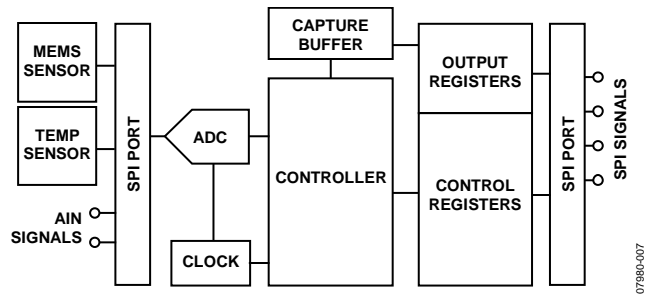 MEMS
SENSOR
TEMP
SENSOR
AIN
SIGNALS
SPI PORT
ADC
CLOCK
CAPTURE
BUFFER
CONTROLLER
OUTPUT
REGISTERS
CONTROL
REGISTERS
SPI PORT
SPI SIGNALS
07980-007